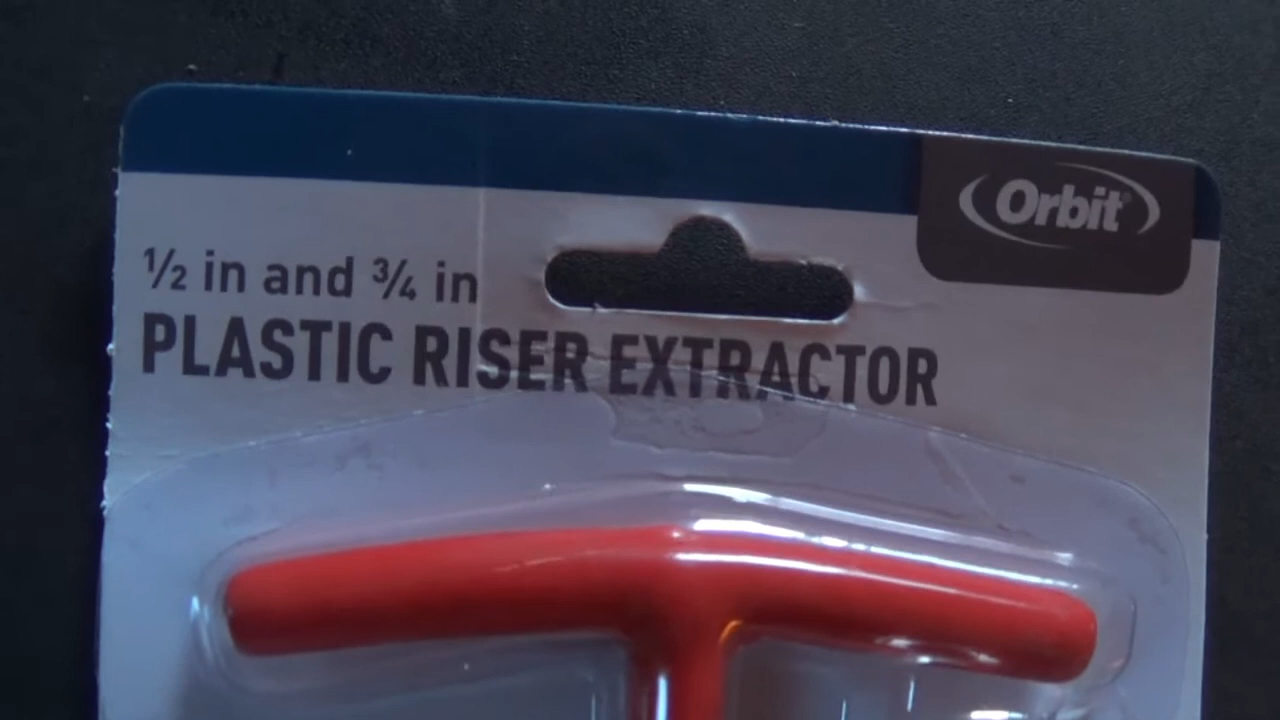 Orbit
½ in and ¾ in
PLASTIC RISER EXTRACTOR